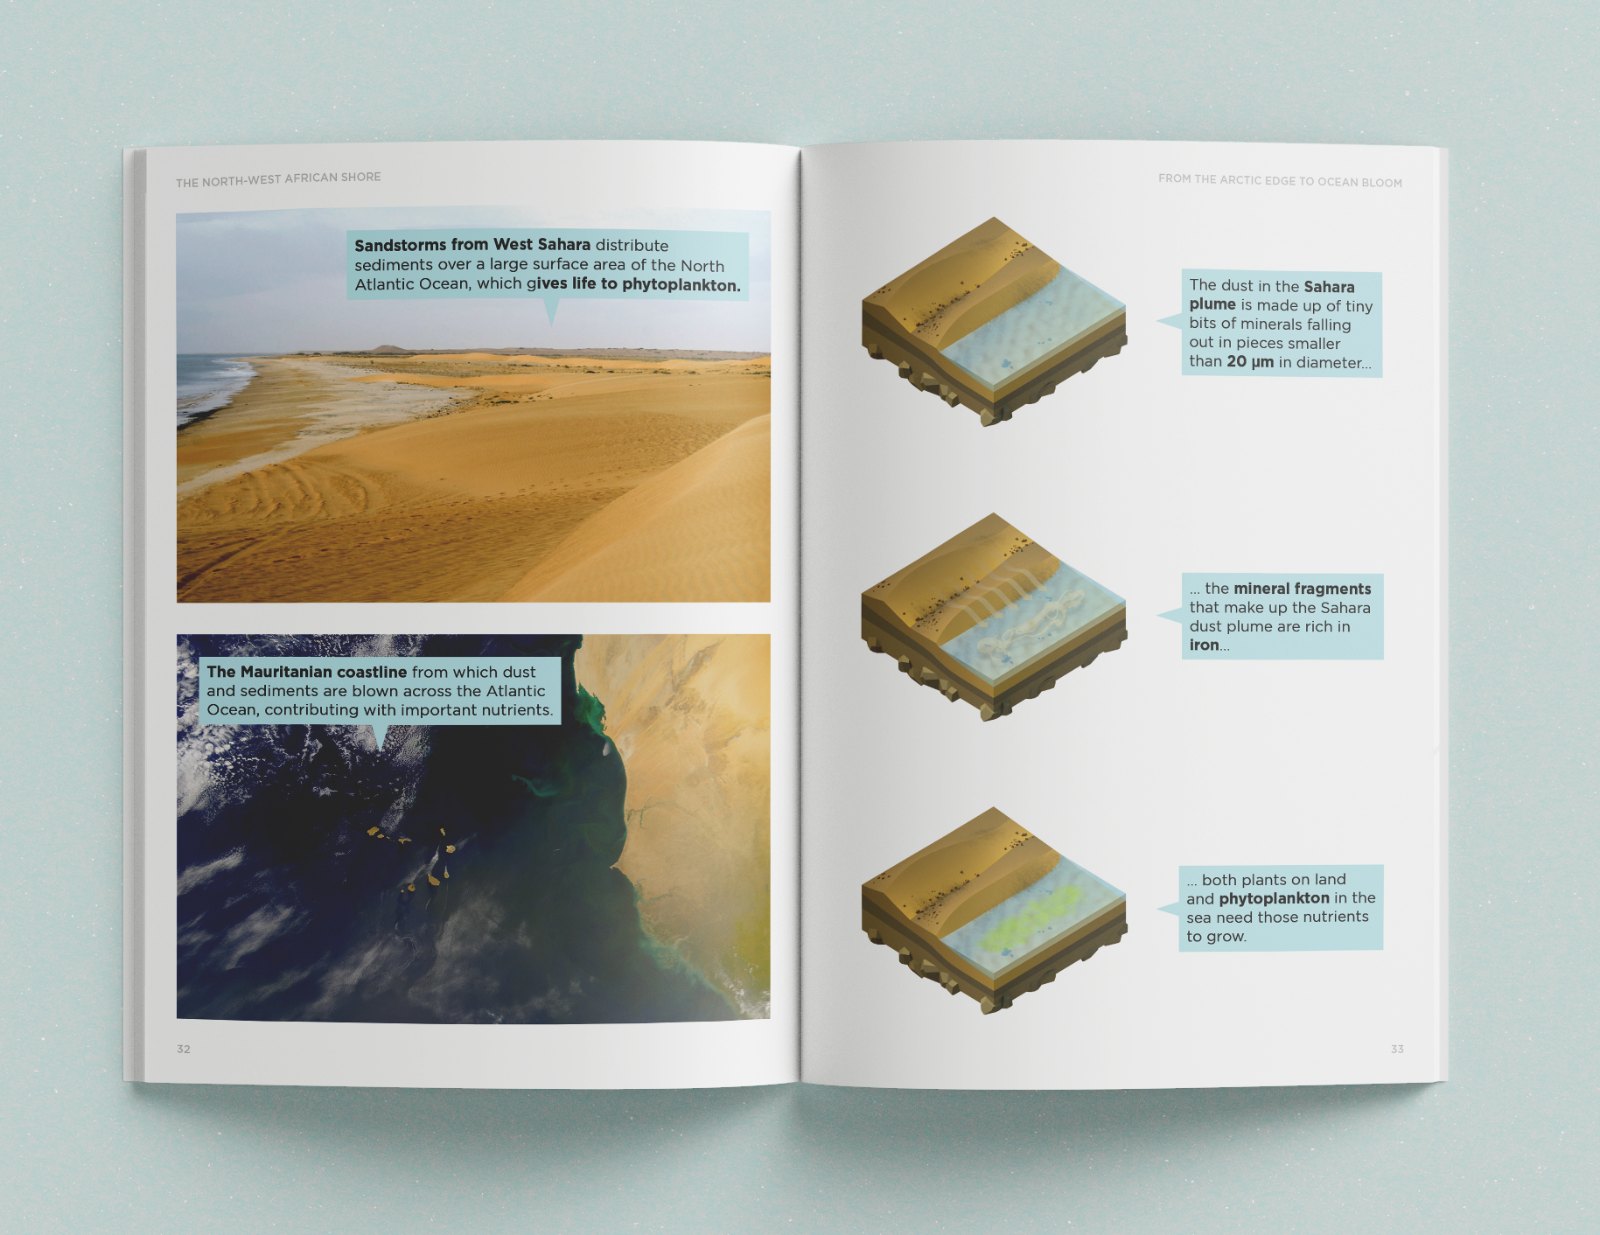 THE NORTH-WEST AFRICAN SHORE
Sandstorms from West Sahara distribute
sediments over a large surface area of the North
Atlantic Ocean, which gives life to phytoplankton.
The Mauritanian coastline from which dust
and sediments are blown across the Atlantic
Ocean, contributing with important nutrients.
32
FROM THE ARCTIC EDGE TO OCEAN BLOOM
The dust in the Sahara
plume is made up of tiny
bits of minerals falling
out in pieces smaller
than 20 µm in diameter...
... the mineral fragments
that make up the Sahara
dust plume are rich in
iron...
... both plants on land
and phytoplankton in the
sea need those nutrients
to grow.
33